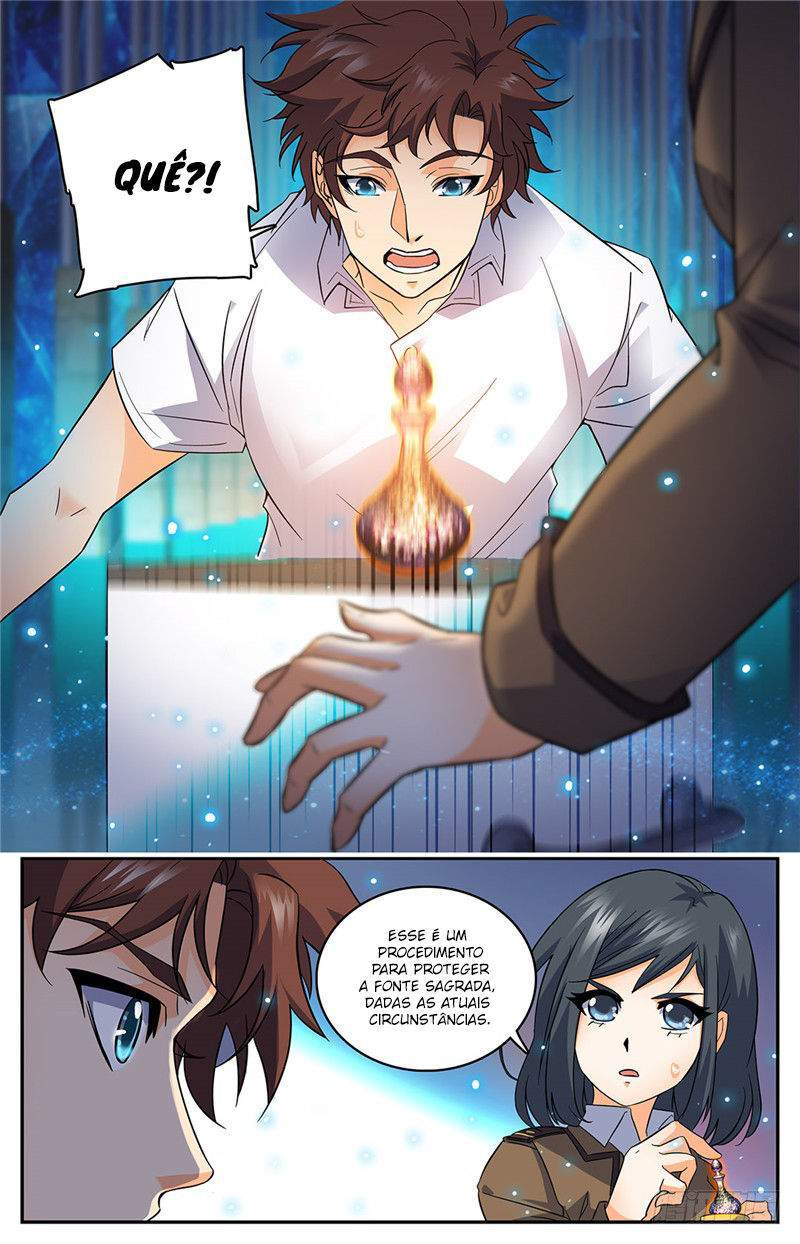 QUÊ?!
ESSE É UM
PROCEDIMENTO
PARA PROTEGER
A FONTE SAGRADA,
DADAS AS ATUAIS
CIRCUNSTÂNCIAS.